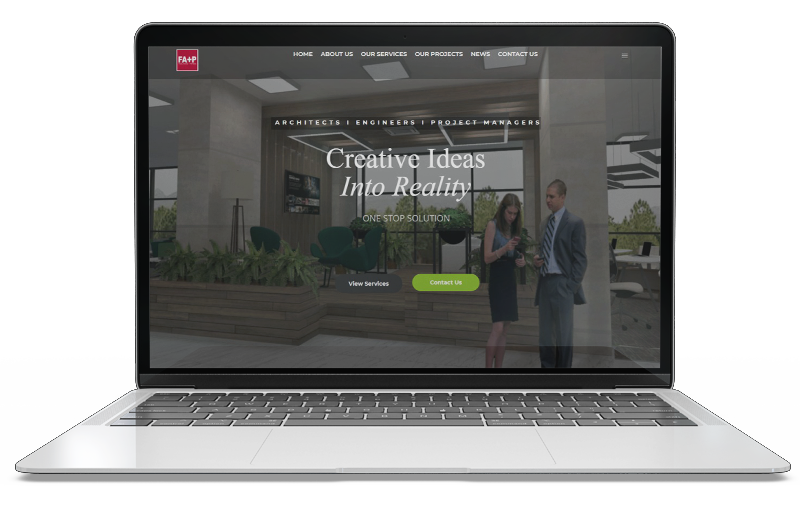 FA+P
HOME ABOUT US OUR SERVICES OUR PROJECTS NEWS CONTACT US
ARCHITECTS I ENGINEERS I PROJECT MANAGERS
Creative Ideas
Into Reality
ONE STOP SOLUTION
View Services Contact Us